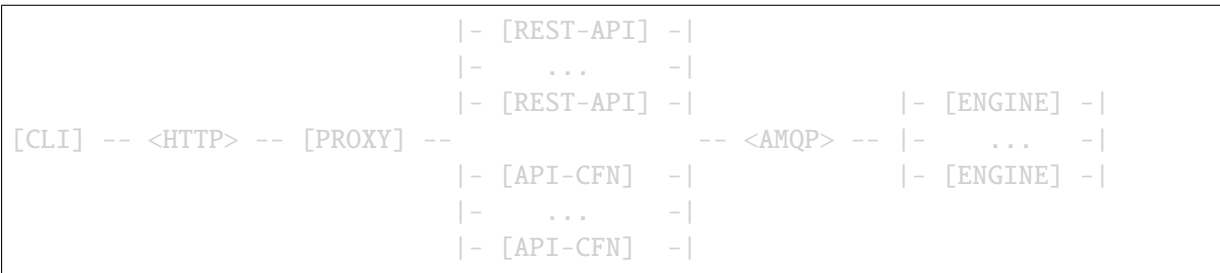 |- [REST-API] -|
                                       |-     ...      -|
                                       |- [REST-API] -|                  |- [ENGINE] -|
[CLI] -- <HTTP> -- [PROXY] --                     -- <AMQP> -- |-     ...    -|
                                       |- [API-CFN]  -|                  |- [ENGINE] -|
                                       |-     ...      -|
                                       |- [API-CFN]  -|